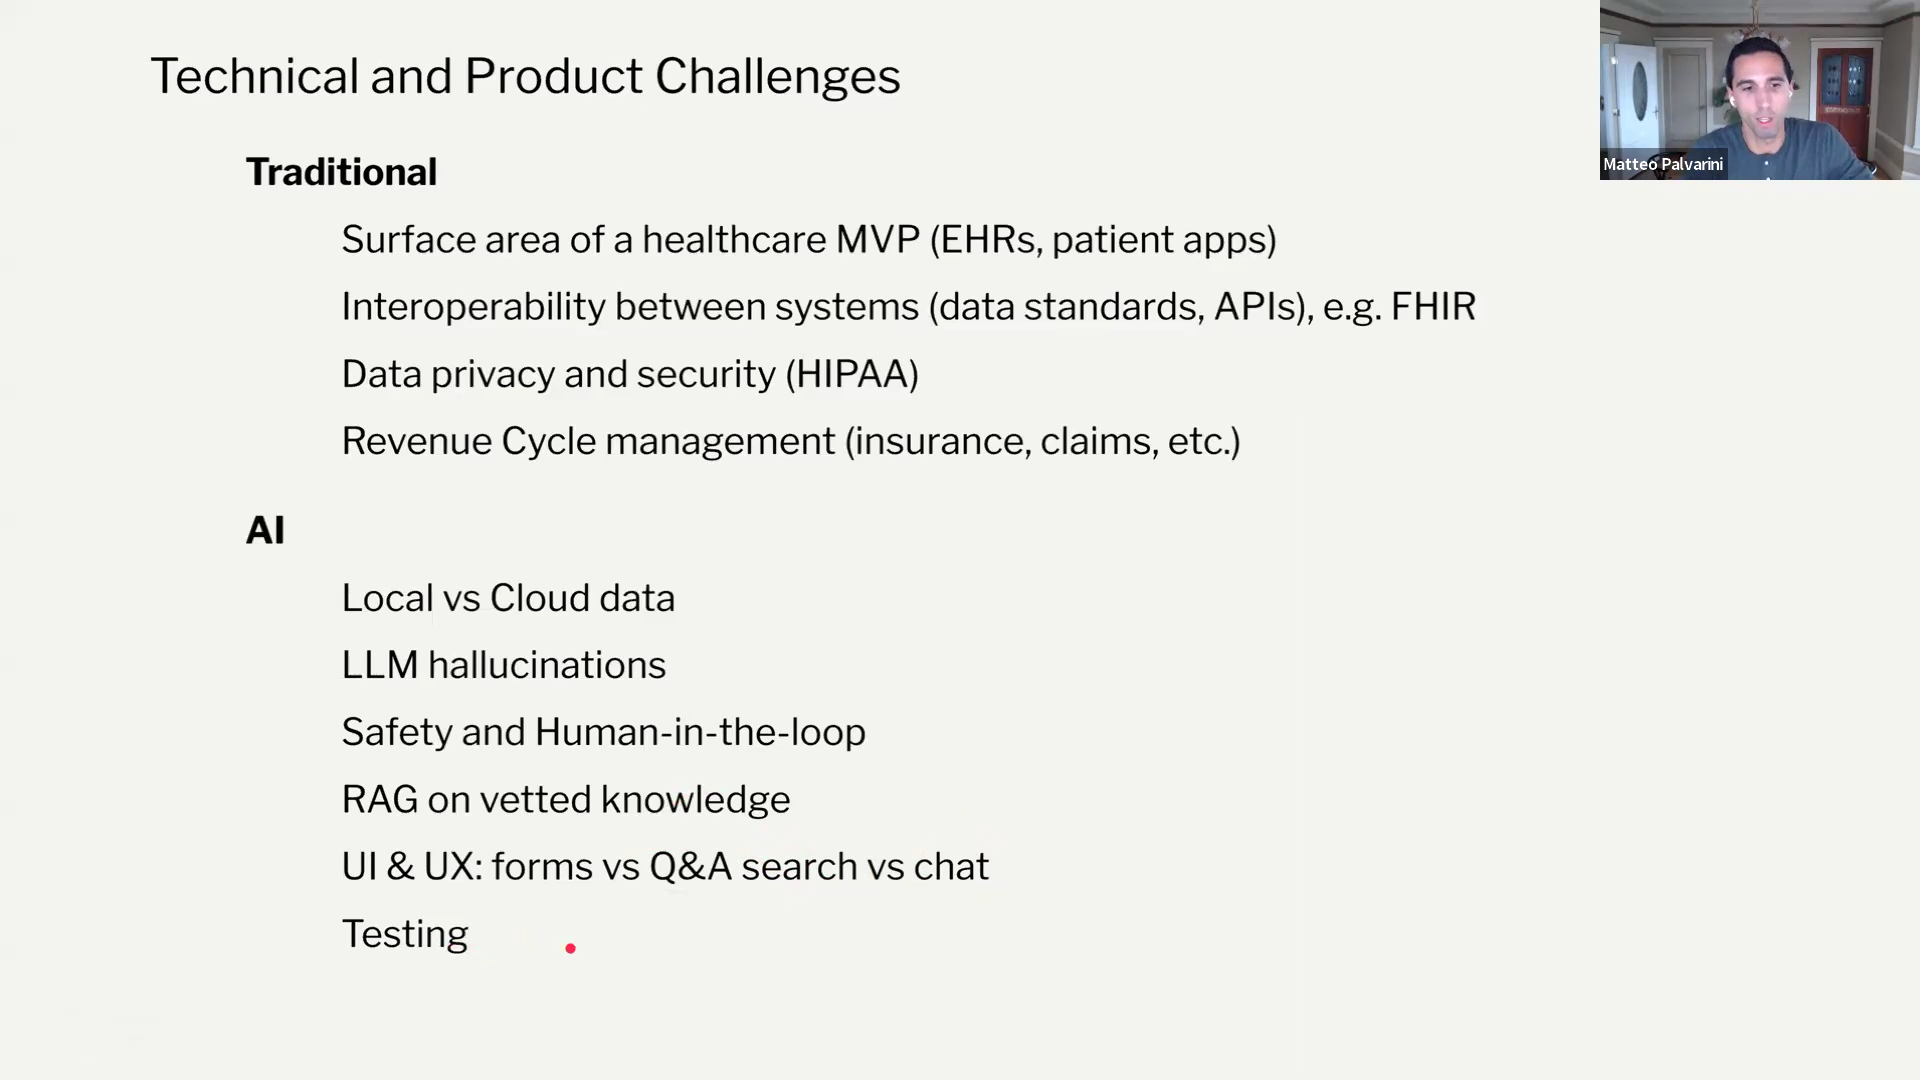 Technical and Product Challenges
Matteo Palvarini
Traditional
Surface area of a healthcare MVP (EHRs, patient apps)
Interoperability between systems (data standards, APIs), e.g. FHIR
Data privacy and security (HIPAA)
Revenue Cycle management (insurance, claims, etc.)
AI
Local vs Cloud data
LLM hallucinations
Safety and Human-in-the-loop
RAG on vetted knowledge
UI & UX: forms vs Q&A search vs chat
Testing